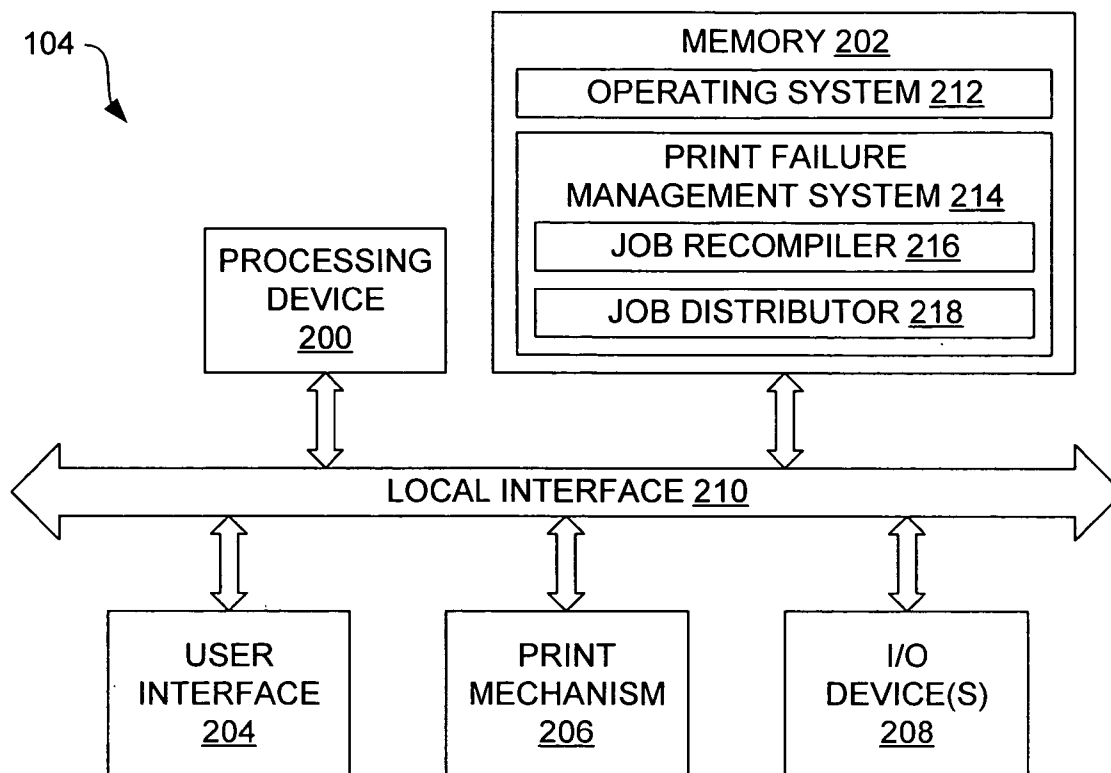 104
MEMORY 202
OPERATING SYSTEM 212
PRINT FAILURE
MANAGEMENT SYSTEM 214
JOB RECOMPILER 216
JOB DISTRIBUTOR 218
PROCESSING
DEVICE
200
LOCAL INTERFACE 210
USER
INTERFACE
204
PRINT
MECHANISM
206
I/O
DEVICE(S)
208